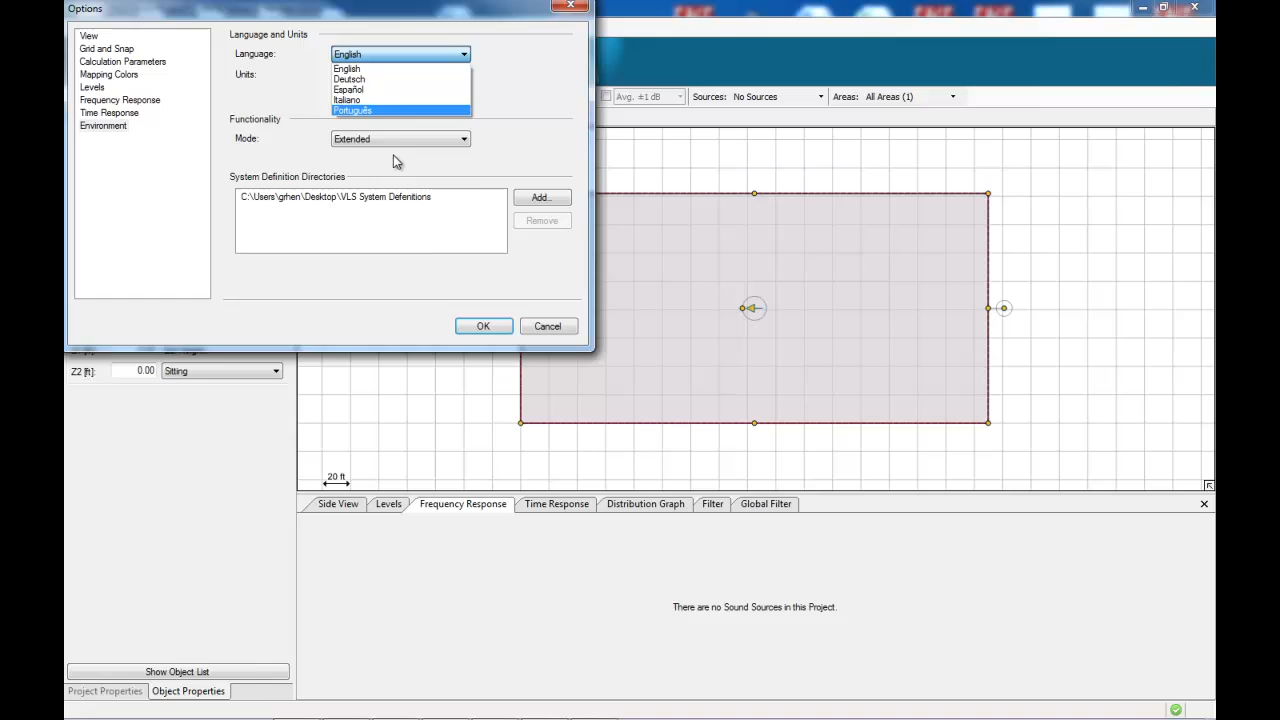 Options
View
Grid and Snap
Calculation Parameters
Mapping Colors
Levels
Frequency Response
Time Response
Environment
Language and Units
Language: English
English
Deutsch
Español
Italiano
Português
Units:
Functionality
Mode: Extended
System Definition Directories
C:\Users\grhen\Desktop\VLS System Defenitions
Add...
Remove
OK Cancel
Avg. ±1 dB Sources: No Sources Areas: All Areas (1)
Z2 [ft]: 0.00 Sitting
20 ft
Side View Levels Frequency Response Time Response Distribution Graph Filter Global Filter
There are no Sound Sources in this Project.
Show Object List
Project Properties Object Properties